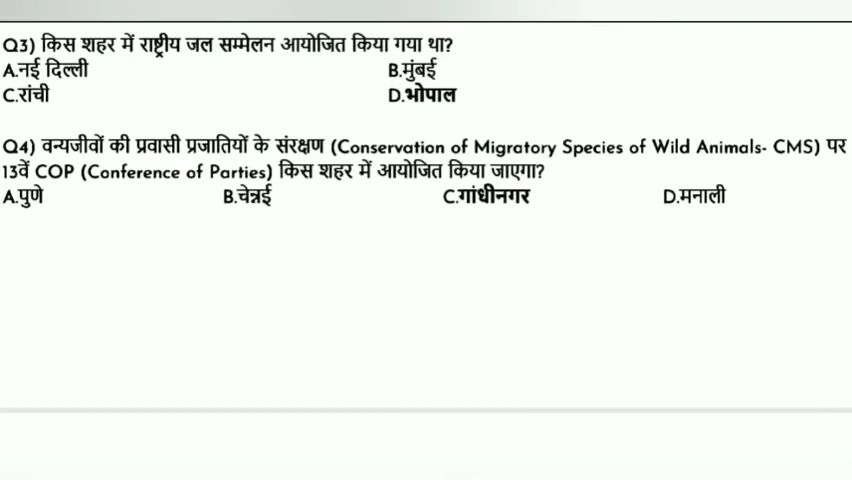 Q3) किस शहर में राष्ट्रीय जल सम्मेलन आयोजित किया गया था?
A.नई दिल्ली B.मुंबई
C.रांची D.भोपाल
Q4) वन्यजीवों की प्रवासी प्रजातियों के संरक्षण (Conservation of Migratory Species of Wild Animals- CMS) पर
13वें COP (Conference of Parties) किस शहर में आयोजित किया जाएगा?
A.पुणे B.चेन्नई C.गांधीनगर D.मनाली